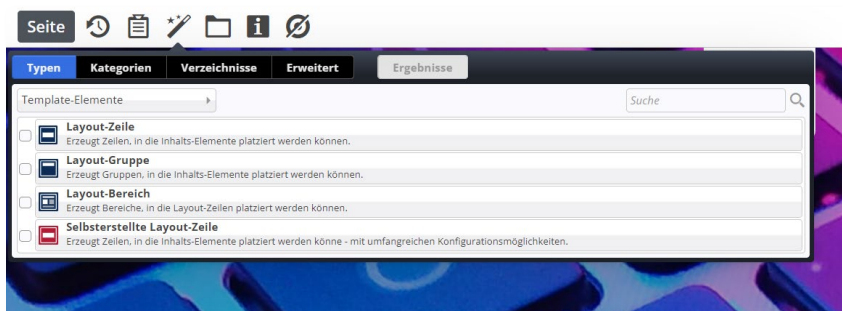 Seite
Typen Kategorien Verzeichnisse Erweitert Ergebnisse
Template-Elemente Suche
Layout-Zeile
Erzeugt Zeilen, in die Inhalts-Elemente platziert werden können.
Layout-Gruppe
Erzeugt Gruppen, in die Inhalts-Elemente platziert werden können.
Layout-Bereich
Erzeugt Bereiche, in die Layout-Zeilen platziert werden können.
Selbsterstellte Layout-Zeile
Erzeugt Zeilen, in die Inhalts-Elemente platziert werden könne - mit umfangreichen Konfigurationsmöglichkeiten.